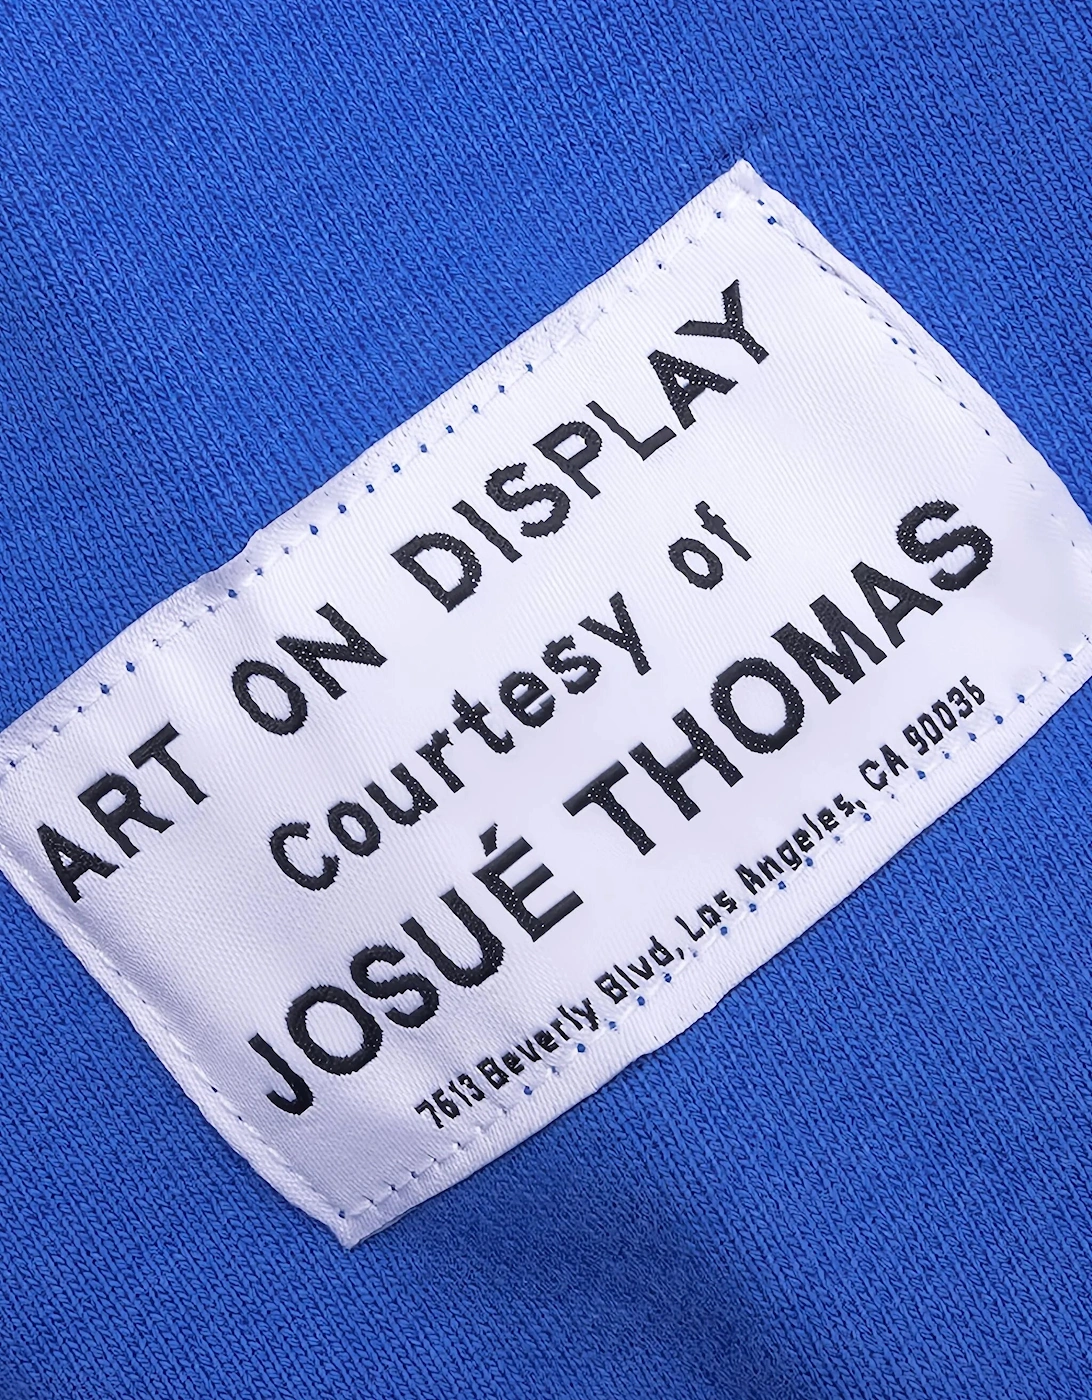 ART ON DISPLAY
Courtesy of
JOSUÉ THOMAS
7613 Beverly Blvd, Los Angeles, CA 90036